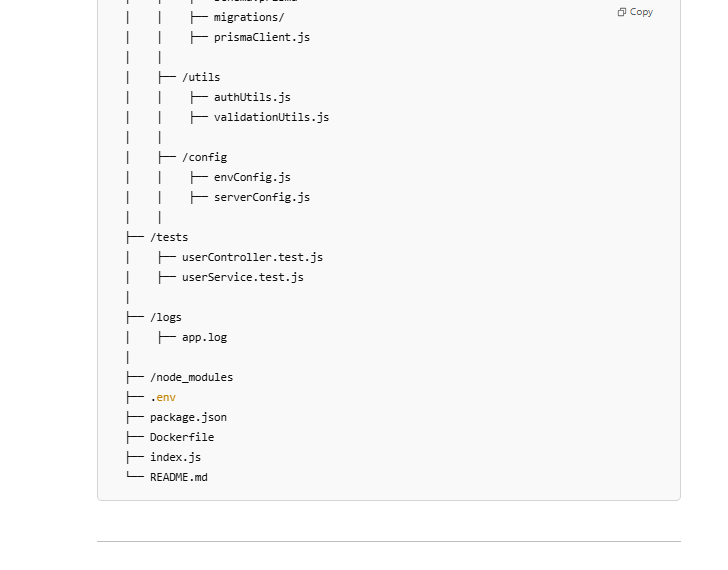 │   │   ├── migrations/
Copy
│   │   ├── prismaClient.js
│   │
│   ├── /utils
│   │   ├── authUtils.js
│   │   ├── validationUtils.js
│   │
│   ├── /config
│   │   ├── envConfig.js
│   │   ├── serverConfig.js
│   │
├── /tests
│   ├── userController.test.js
│   ├── userService.test.js
│
├── /logs
│   ├── app.log
│
├── /node_modules
├── .env
├── package.json
├── Dockerfile
├── index.js
└── README.md